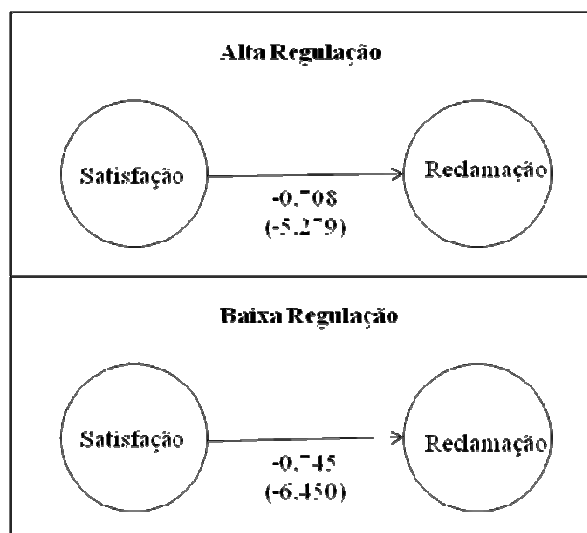 Alta Regulação
Satisfação
Reclamação
-0,708
(-5,279)
Baixa Regulação
Satisfação
Reclamação
-0,745
(-6,450)